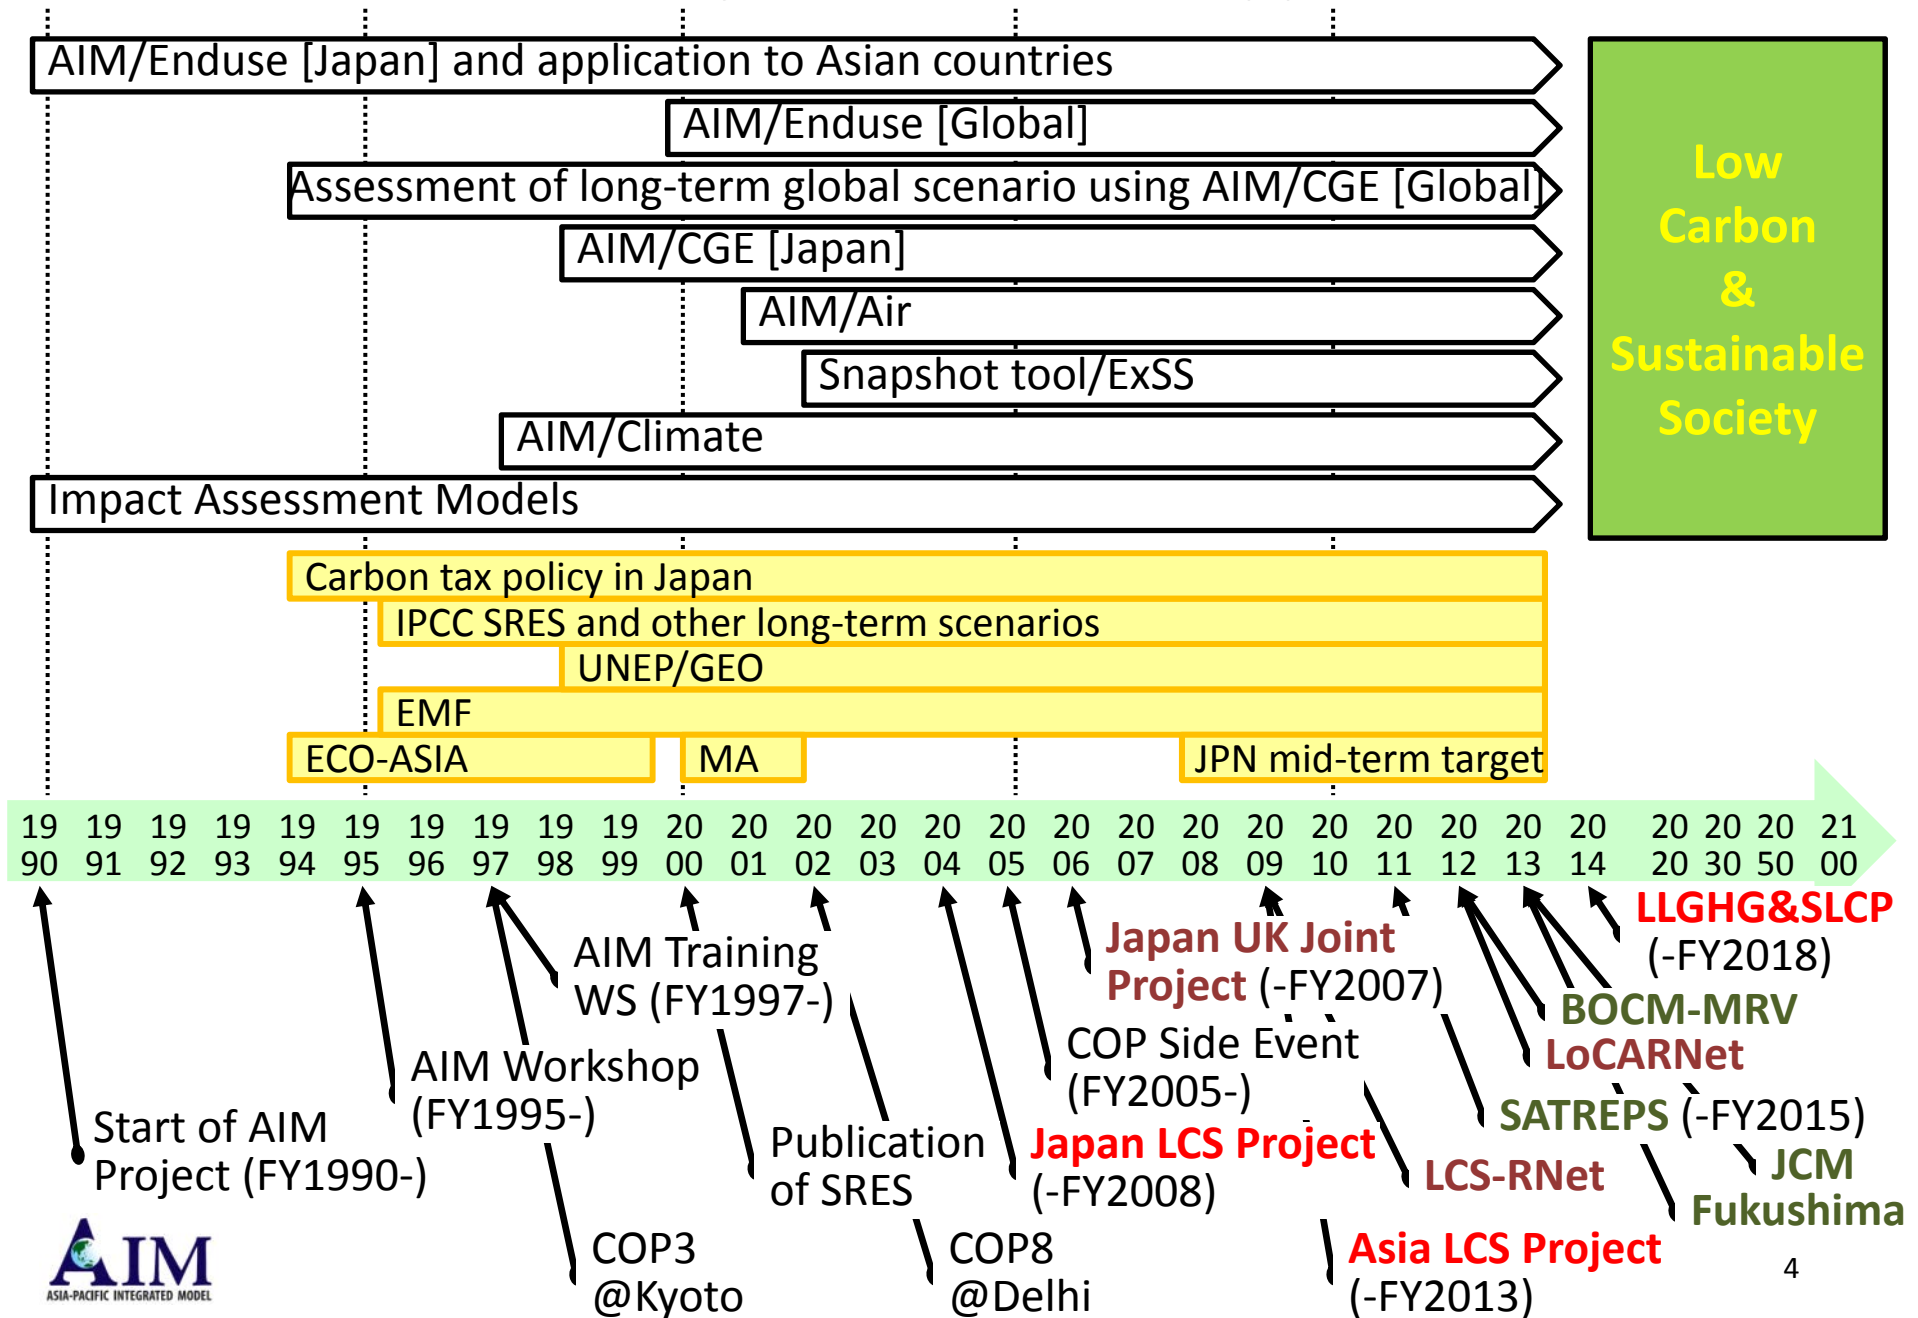 AIM/Enduse [Japan] and application to Asian countries
AIM/Enduse [Global]
Assessment of long-term global scenario using AIM/CGE [Global]
AIM/CGE [Japan]
AIM/Air
Snapshot tool/ExSS
AIM/Climate
Impact Assessment Models
Low
Carbon
&
Sustainable
Society
Carbon tax policy in Japan
IPCC SRES and other long-term scenarios
UNEP/GEO
EMF
ECO-ASIA
MA
JPN mid-term target
19 19 19 19 19 19 19 19 19 19 20 20 20 20 20 20 20 20 20 20 20 20 20 20 20 20 20 20 21
90 91 92 93 94 95 96 97 98 99 00 01 02 03 04 05 06 07 08 09 10 11 12 13 14 20 30 50 00
Start of AIM
Project (FY1990-)
AIM Workshop
(FY1995-)
AIM Training
WS (FY1997-)
COP3
@Kyoto
Publication
of SRES
COP8
@Delhi
Japan LCS Project
(-FY2008)
COP Side Event
(FY2005-)
Japan UK Joint
Project (-FY2007)
Asia LCS Project
(-FY2013)
LCS-RNet
SATREPS (-FY2015)
LoCARNet
BOCM-MRV
Fukushima
JCM
LLGHG&SLCP
(-FY2018)
AIM
ASIA-PACIFIC INTEGRATED MODEL
4